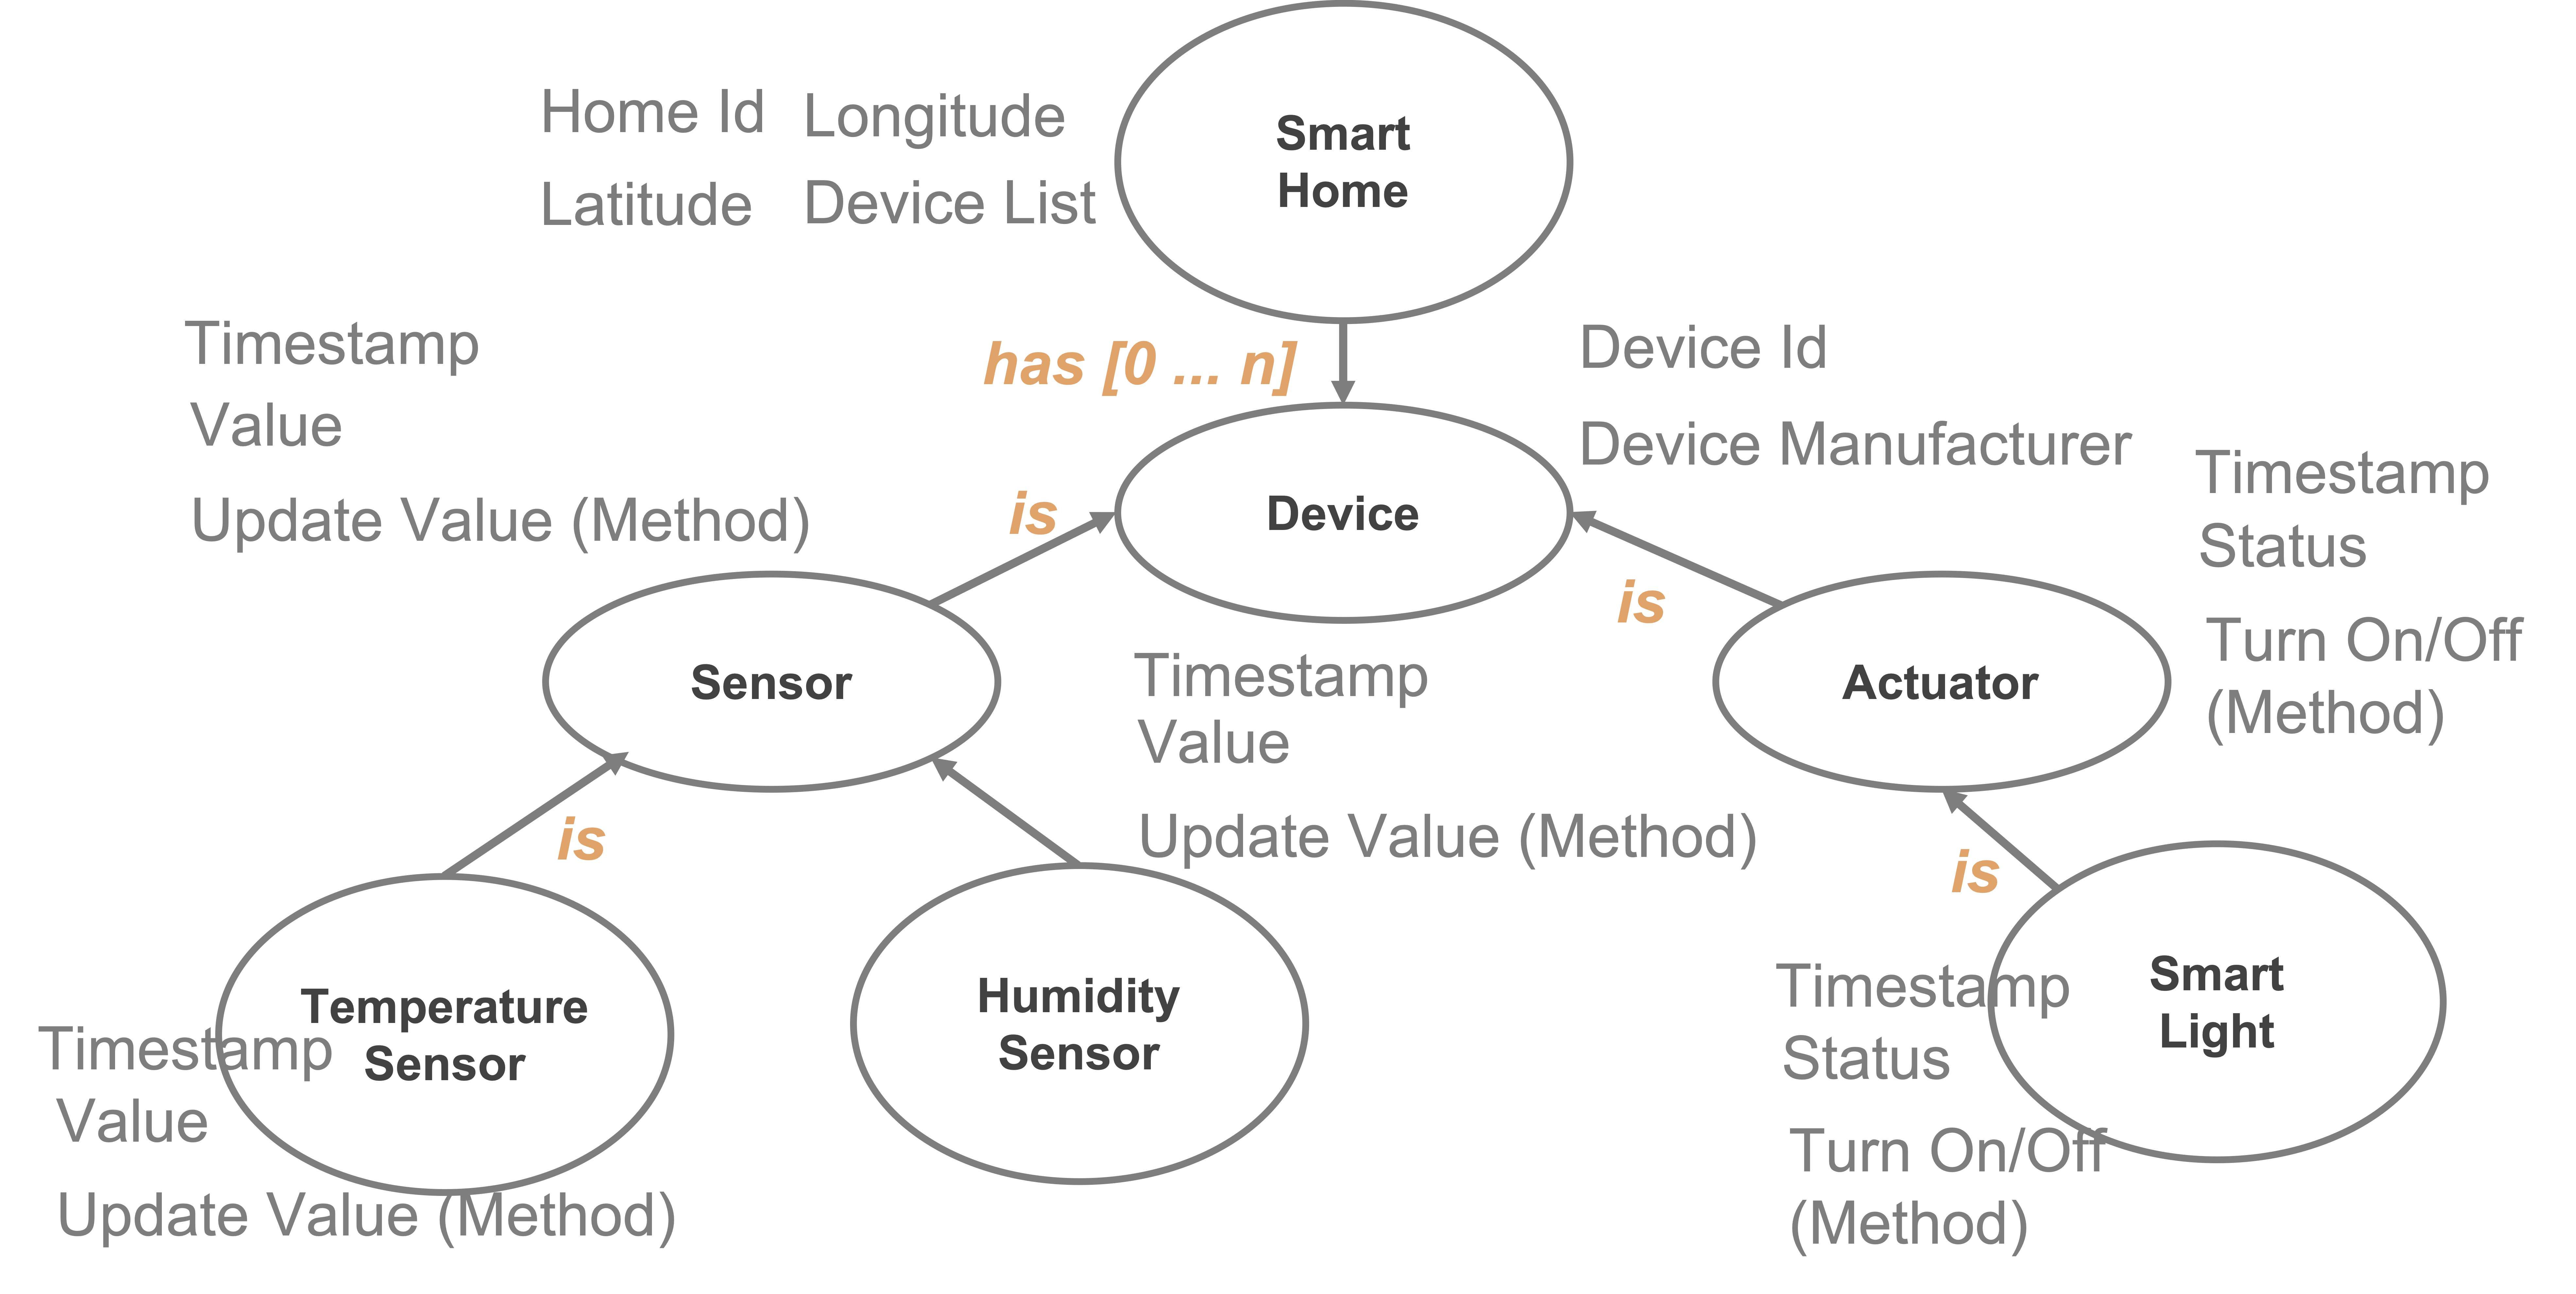 Home Id
Longitude
Latitude
Device List
Smart
Home
has [0 ... n]
Timestamp
Value
Update Value (Method)
Device Id
Device Manufacturer
is
Device
is
Timestamp
Status
Turn On/Off
(Method)
Sensor
Timestamp
Value
Update Value (Method)
Actuator
is
is
Temperature
Sensor
Timestamp
Value
Update Value (Method)
Humidity
Sensor
Smart
Light
Timestamp
Status
Turn On/Off
(Method)